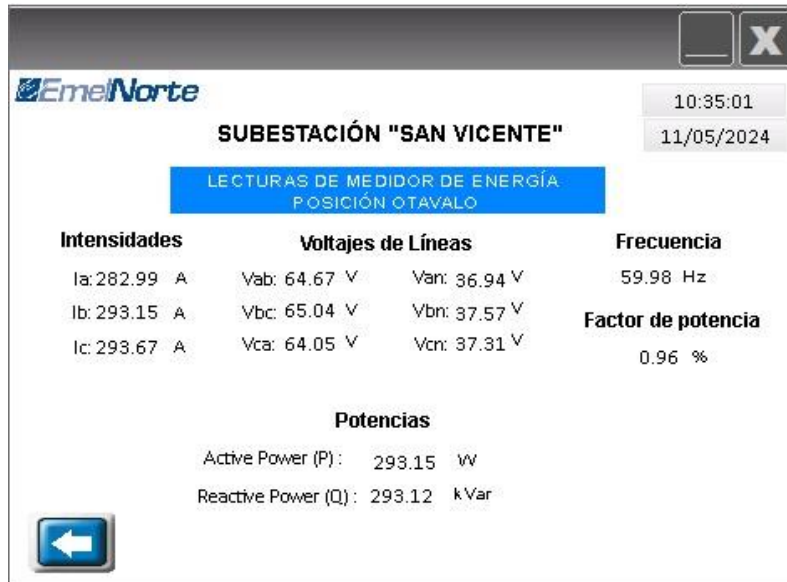 EmelNorte
10:35:01
SUBESTACIÓN "SAN VICENTE"
11/05/2024
LECTURAS DE MEDIDOR DE ENERGÍA
POSICIÓN OTAVALO
Intensidades Voltajes de Líneas Frecuencia
Ia: 282.99 A Vab: 64.67 V Van: 36.94 V 59.98 Hz
Ib: 293.15 A Vbc: 65.04 V Vbn: 37.57 V Factor de potencia
Ic: 293.67 A Vca: 64.05 V Vcn: 37.31 V 0.96 %
Potencias
Active Power (P) : 293.15 W
Reactive Power (Q) : 293.12 kVar